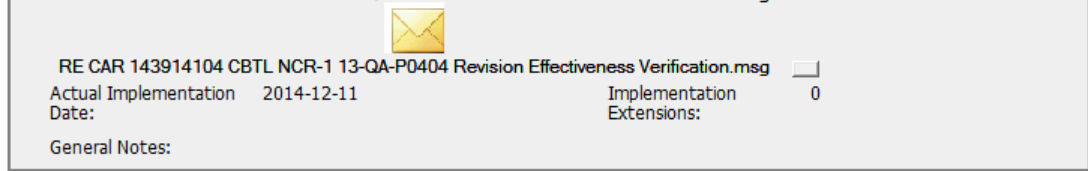 RE CAR 143914104 CBTL NCR-1 13-QA-P0404 Revision Effectiveness Verification.msg
Actual Implementation Date: 2014-12-11 Implementation Extensions: 0
General Notes: